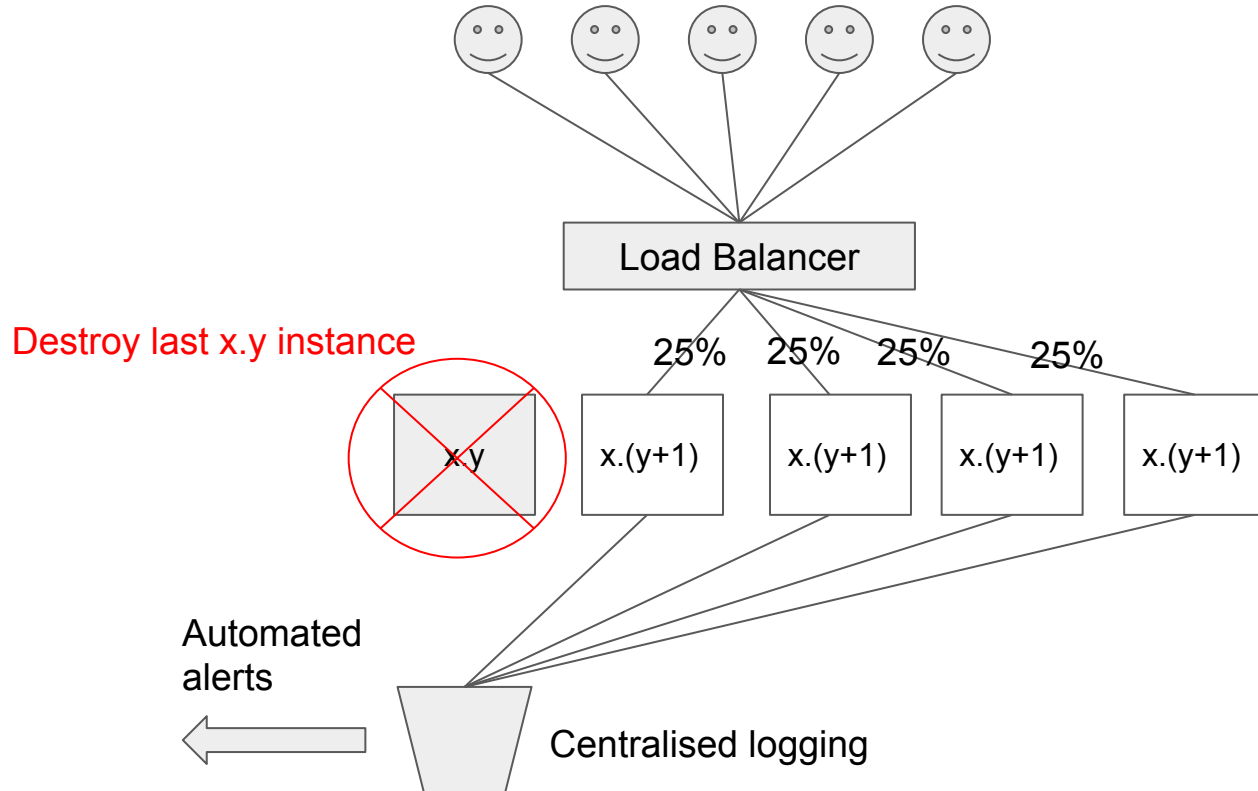 Load Balancer
Destroy last x.y instance
25%
25%
25%
25%
x.y
x.(y+1)
x.(y+1)
x.(y+1)
x.(y+1)
Automated
alerts
Centralised logging